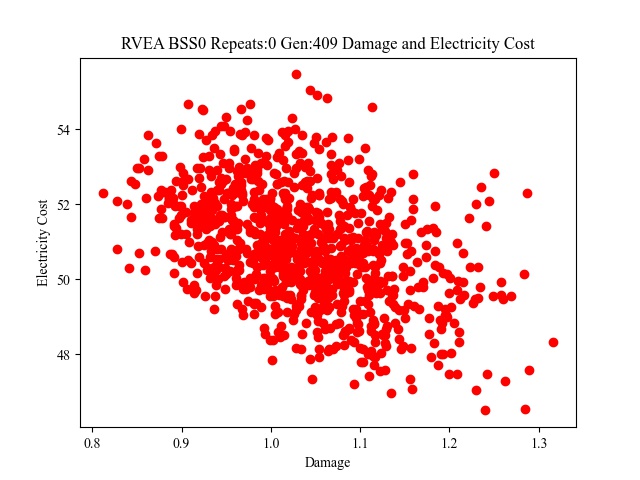 RVEA BSS0 Repeats:0 Gen:409 Damage and Electricity Cost
54
52
50
48
Electricity Cost
0.8 0.9 1.0 1.1 1.2 1.3
Damage